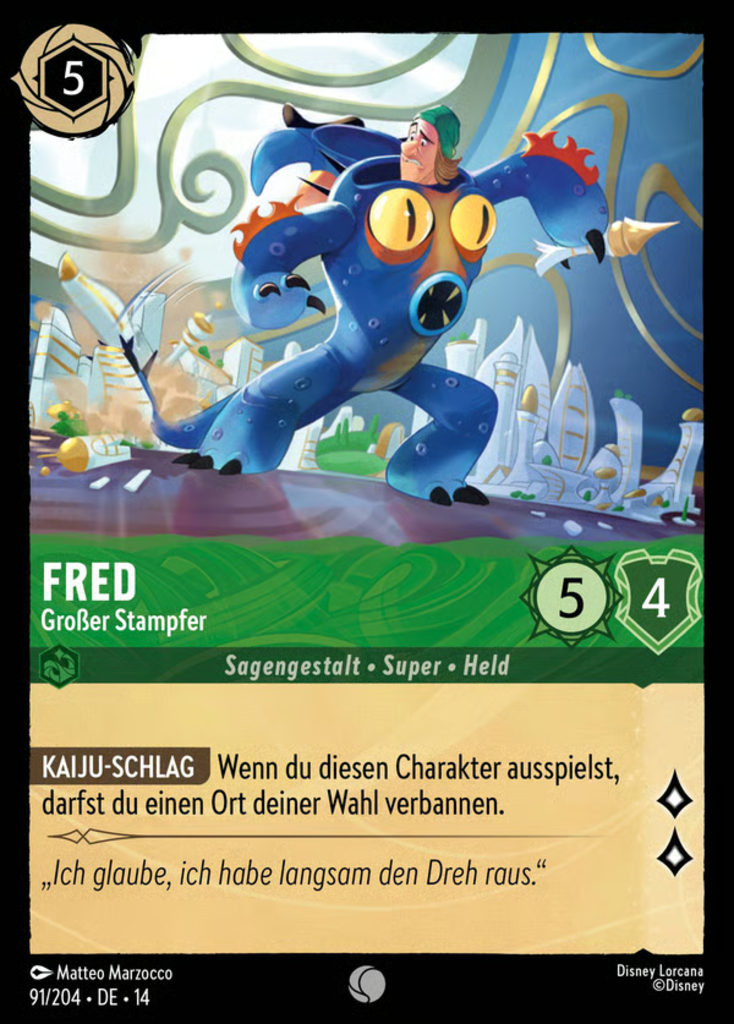 5
FRED
Großer Stampfer
5
4
Sagengestalt • Super • Held
KAIJU-SCHLAG Wenn du diesen Charakter ausspielst,
darfst du einen Ort deiner Wahl verbannen.
„Ich glaube, ich habe langsam den Dreh raus.“
Matteo Marzocco
91/204 • DE • 14
Disney Lorcana
©Disney